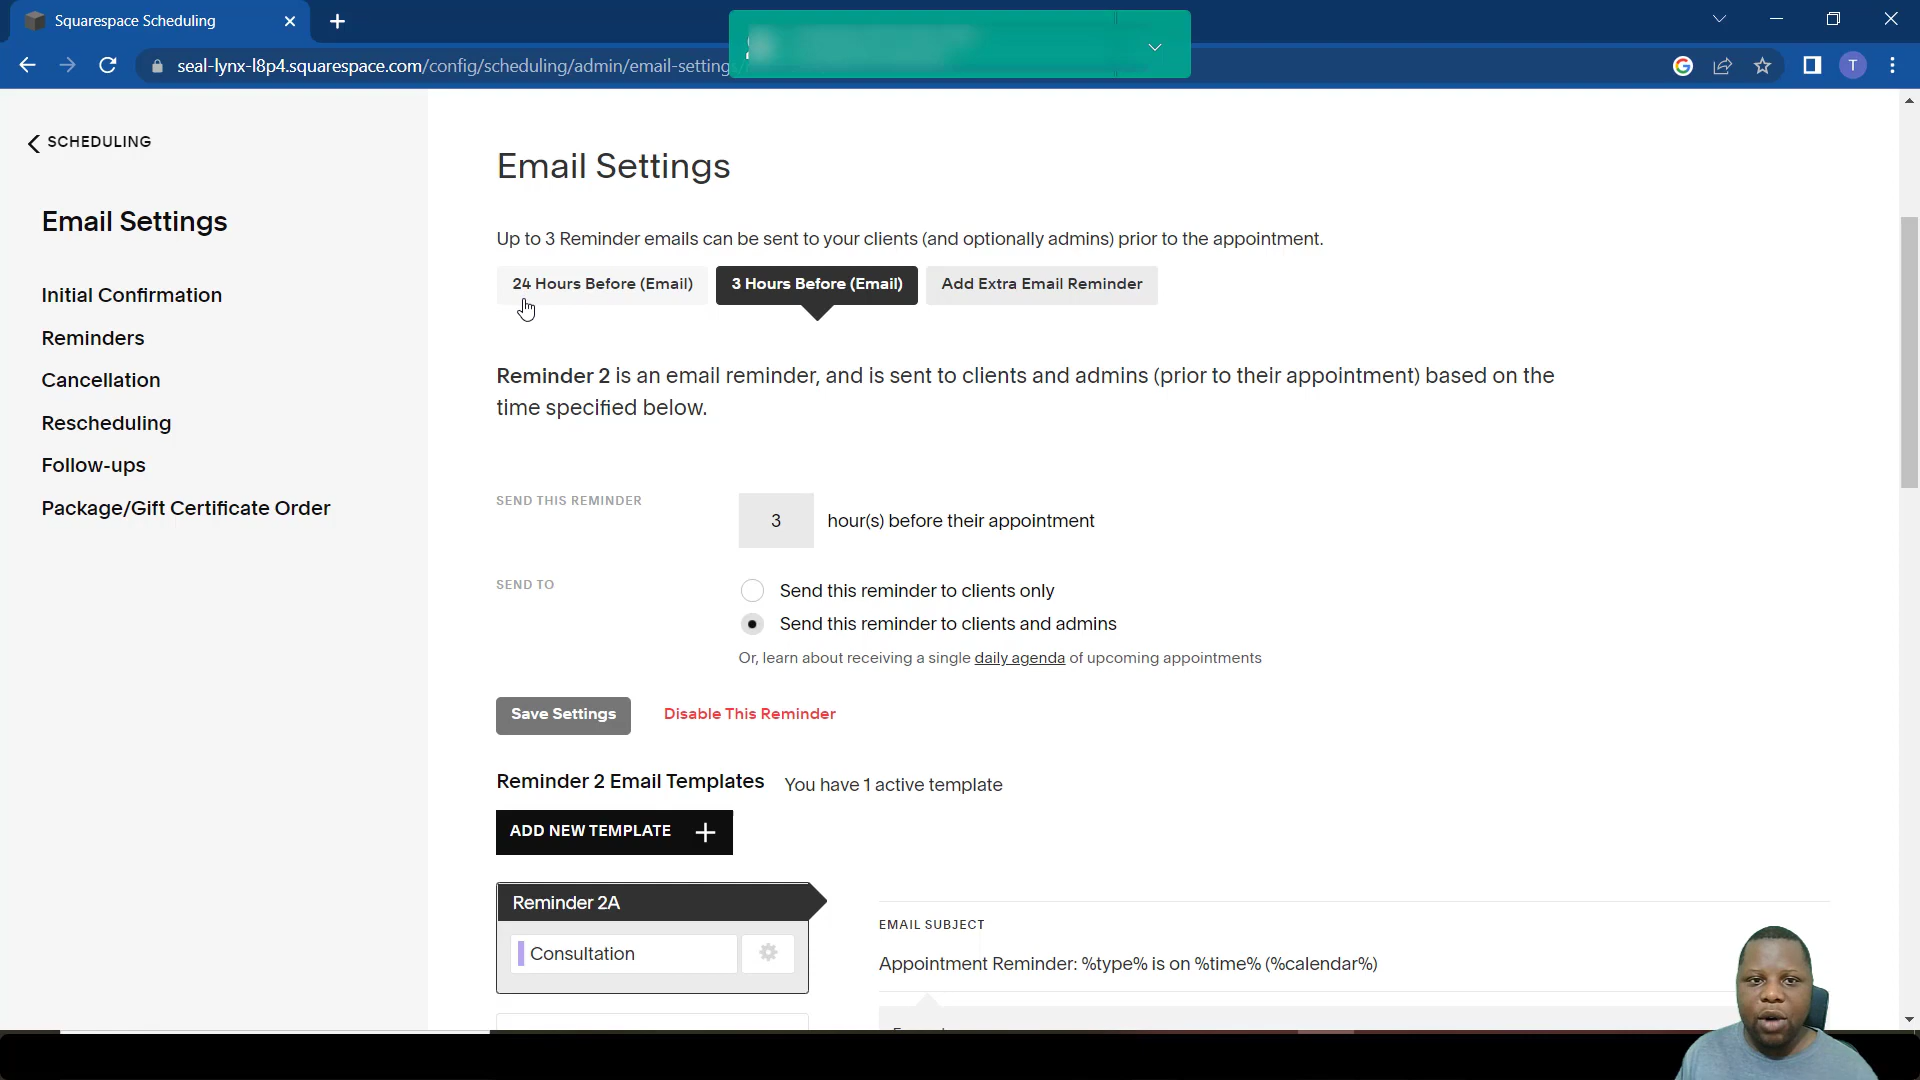 Squarespace Scheduling
seal-lynx-l8p4.squarespace.com/config/scheduling/admin/email-setting
T
SCHEDULING
Email Settings
Initial Confirmation
Reminders
Cancellation
Rescheduling
Follow-ups
Package/Gift Certificate Order
Email Settings
Up to 3 Reminder emails can be sent to your clients (and optionally admins) prior to the appointment.
24 Hours Before (Email)
3 Hours Before (Email)
Add Extra Email Reminder
Reminder 2 is an email reminder, and is sent to clients and admins (prior to their appointment) based on the
time specified below.
SEND THIS REMINDER
3 hour(s) before their appointment
SEND TO
Send this reminder to clients only
Send this reminder to clients and admins
Or, learn about receiving a single daily agenda of upcoming appointments
Save Settings
Disable This Reminder
Reminder 2 Email Templates
You have 1 active template
ADD NEW TEMPLATE +
Reminder 2A
Consultation
EMAIL SUBJECT
Appointment Reminder: %type% is on %time% (%calendar%)